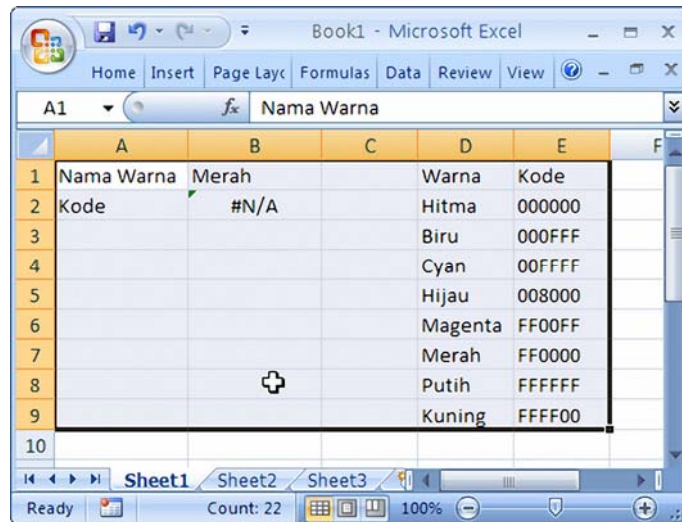 Book1 - Microsoft Excel
Home Insert Page Layc Formulas Data Review View
A1 fx Nama Warna
A B C D E F
1 Nama Warna Merah Warna Kode
2 Kode #N/A Hitma 000000
3 Biru 000FFF
4 Cyan 00FFFF
5 Hijau 008000
6 Magenta FF00FF
7 Merah FF0000
8 Putih FFFFFF
9 Kuning FFFF00
10
Sheet1 Sheet2 Sheet3
Ready Count: 22 100%